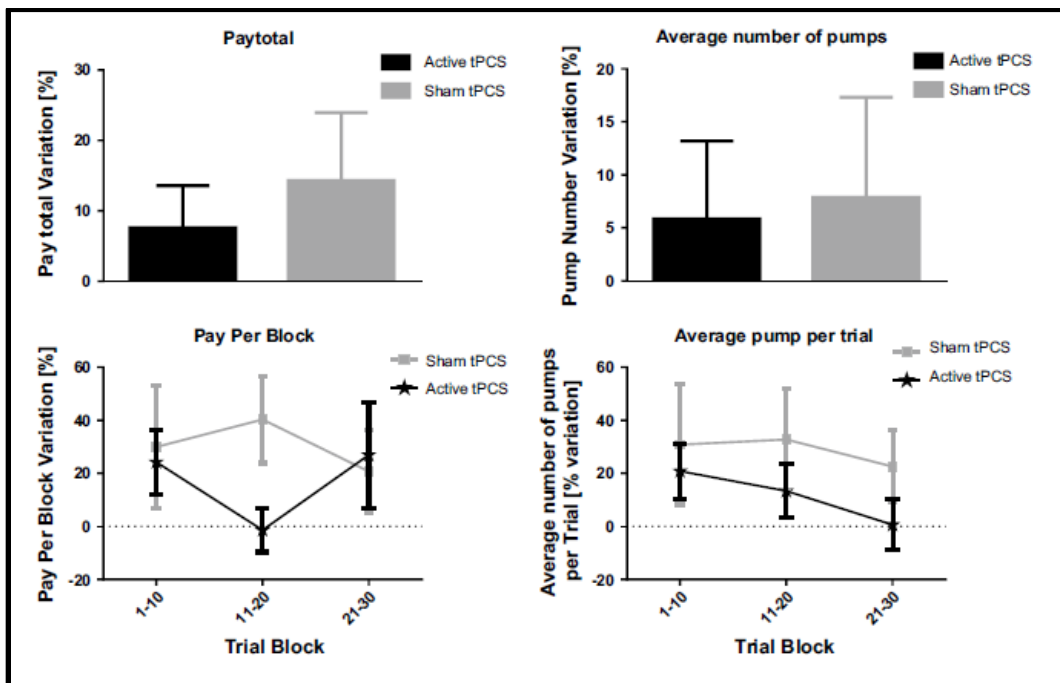 Paytotal
Pay total Variation [%]
30
20
10
0
Active tPCS
Sham tPCS
Average number of pumps
Pump Number Variation [%]
20
15
10
5
0
Active tPCS
Sham tPCS
Pay Per Block
Pay Per Block Variation [%]
60
40
20
0
-20
Sham tPCS
Active tPCS
1-10
11-20
21-30
Trial Block
Average pump per trial
Average number of pumps
per Trial [% variation]
60
40
20
0
-20
Sham tPCS
Active tPCS
1-10
11-20
21-30
Trial Block